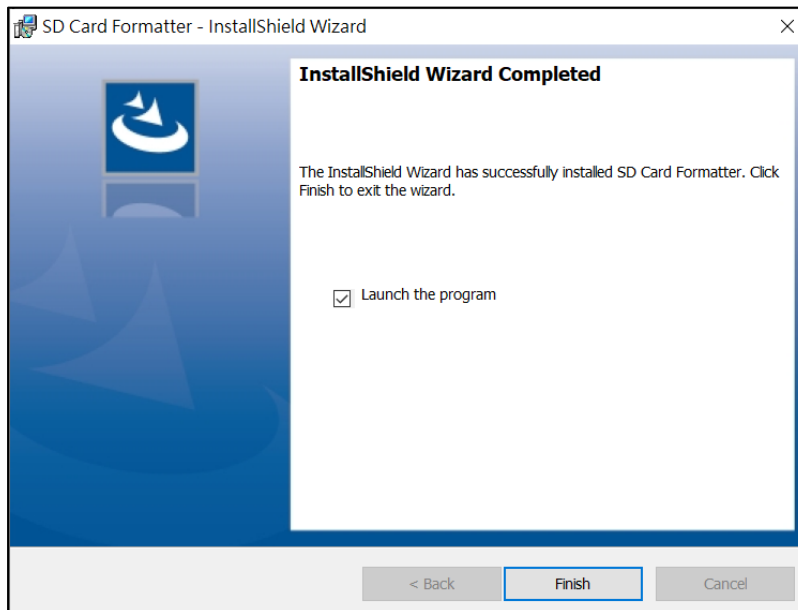 SD Card Formatter - InstallShield Wizard
InstallShield Wizard Completed
The InstallShield Wizard has successfully installed SD Card Formatter. Click
Finish to exit the wizard.
Launch the program
< Back
Finish
Cancel